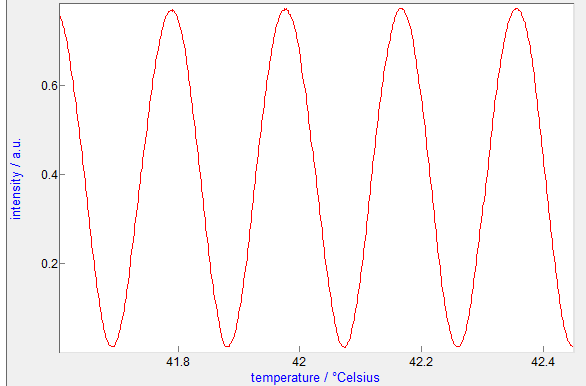 0.6
intensity / a.u.
0.4
0.2
41.8 42 42.2 42.4
temperature / °Celsius